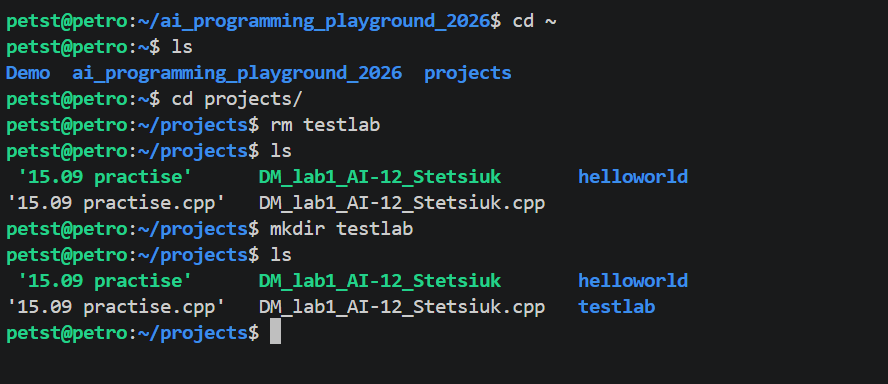 petst@petro:~/ai_programming_playground_2026$ cd ~
petst@petro:~$ ls
Demo  ai_programming_playground_2026  projects
petst@petro:~$ cd projects/
petst@petro:~/projects$ rm testlab
petst@petro:~/projects$ ls
 '15.09 practise'      DM_lab1_AI-12_Stetsiuk       helloworld
'15.09 practise.cpp'   DM_lab1_AI-12_Stetsiuk.cpp
petst@petro:~/projects$ mkdir testlab
petst@petro:~/projects$ ls
 '15.09 practise'      DM_lab1_AI-12_Stetsiuk       helloworld
'15.09 practise.cpp'   DM_lab1_AI-12_Stetsiuk.cpp   testlab
petst@petro:~/projects$